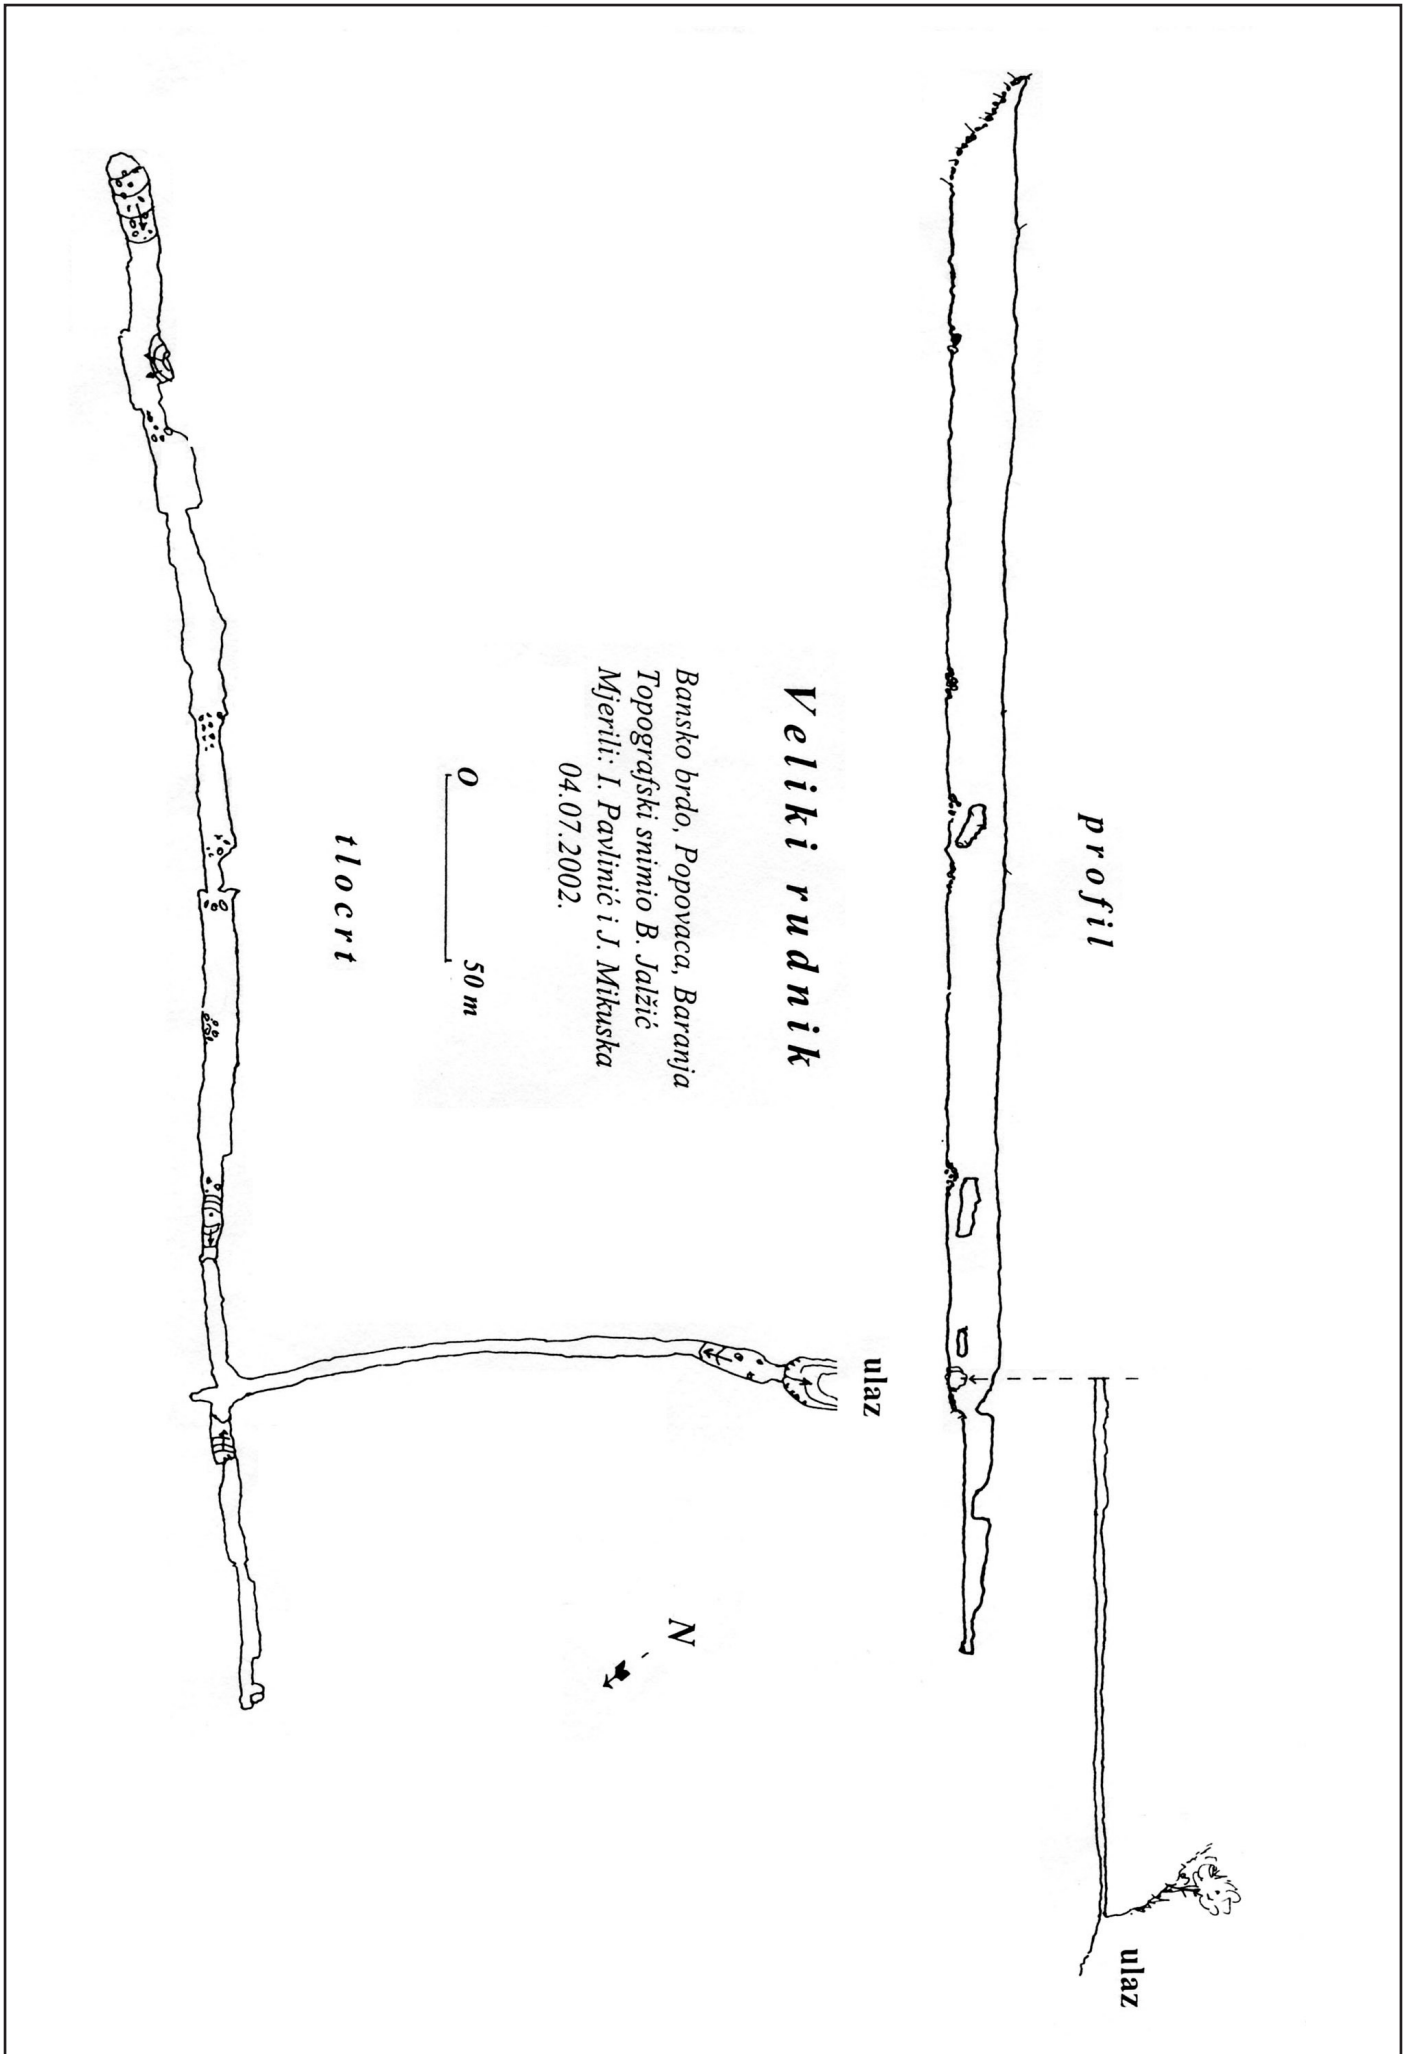 profil
ulaz
Veliki rudnik
Bansko brdo, Popovaca, Baranja
Topografski snimio B. Jalžić
Mjerili: I. Pavlinić i J. Mikuska
04.07.2002.
0 50 m
ulaz
N
tlocrt